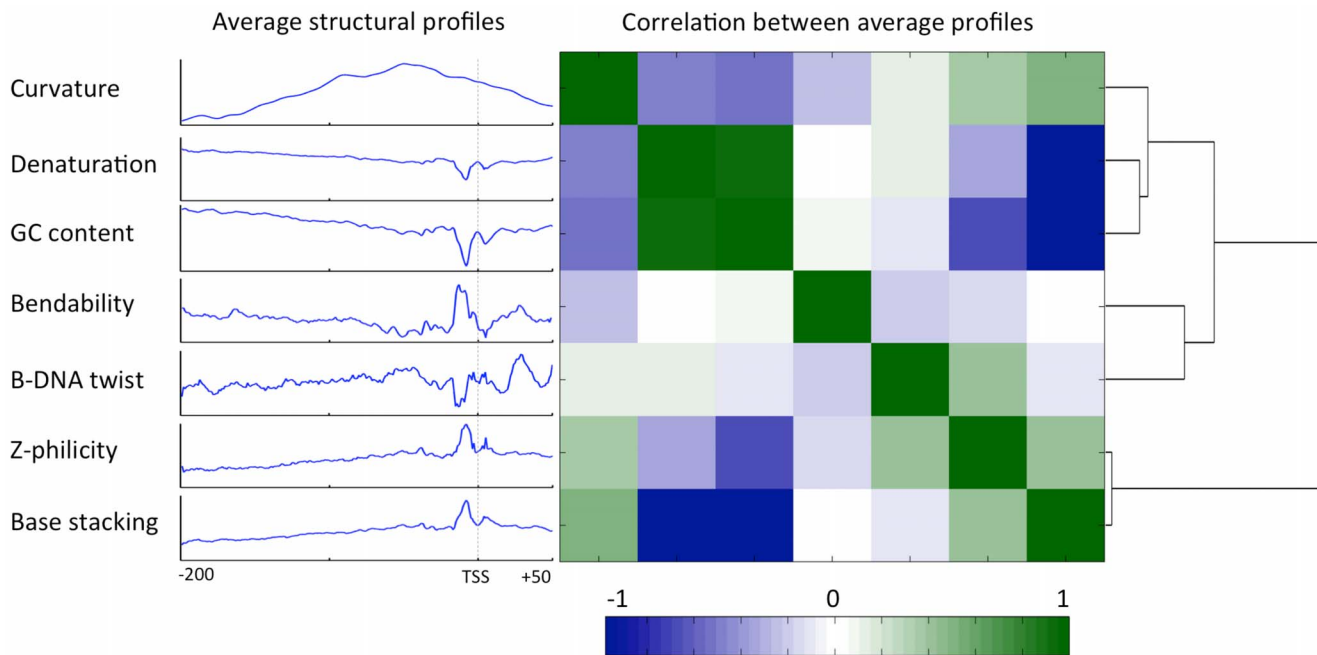 Average structural profiles
Correlation between average profiles
Curvature
Denaturation
GC content
Bendability
B-DNA twist
Z-philicity
Base stacking
-200 TSS +50
-1 0 1